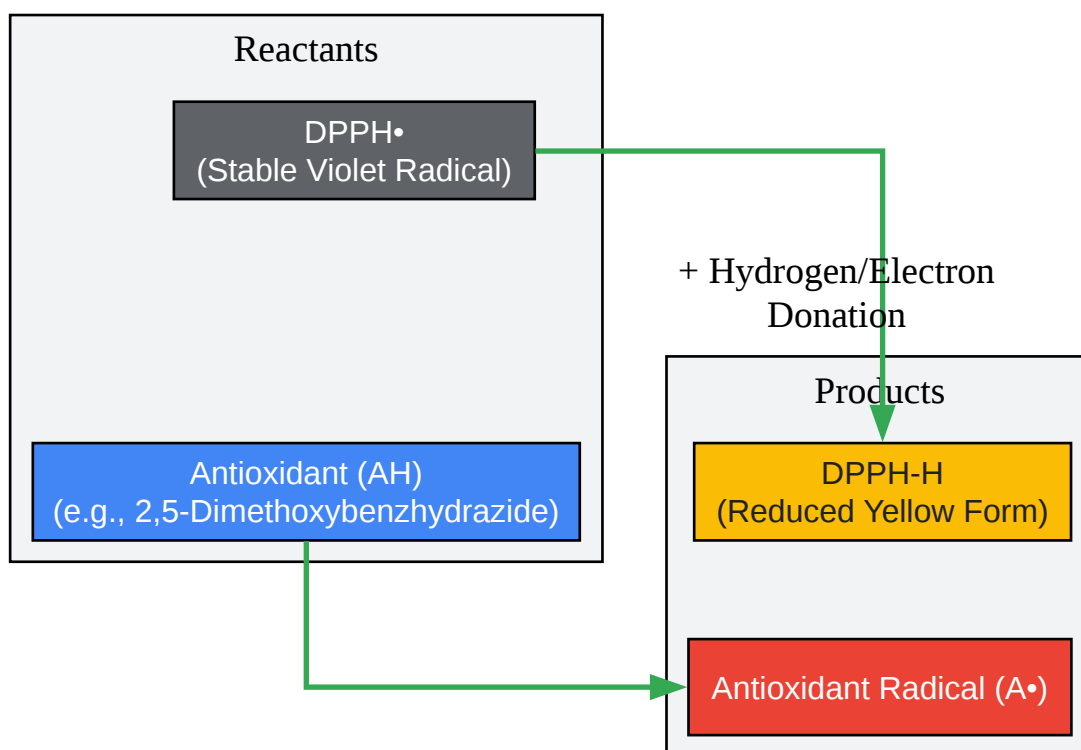 Reactants
DPPH•
(Stable Violet Radical)
+ Hydrogen/Electron
Donation
Products
Antioxidant (AH)
(e.g., 2,5-Dimethoxybenzhydrazide)
DPPH-H
(Reduced Yellow Form)
Antioxidant Radical (A•)